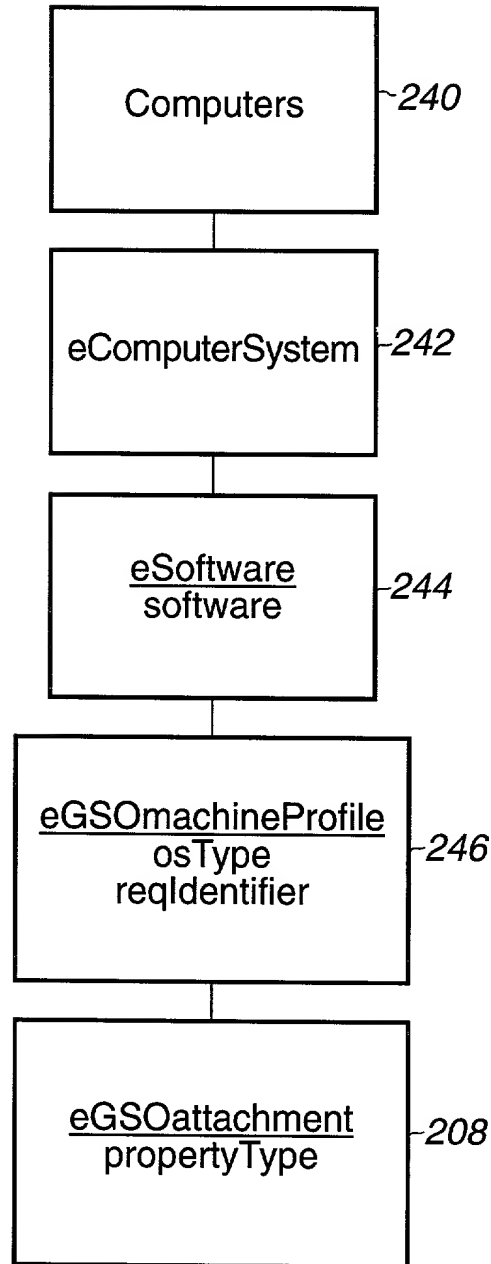 Computers
240
eComputerSystem
242
eSoftware
software
244
eGSOmachineProfile
osType
reqIdentifier
246
eGSOattachment
propertyType
208